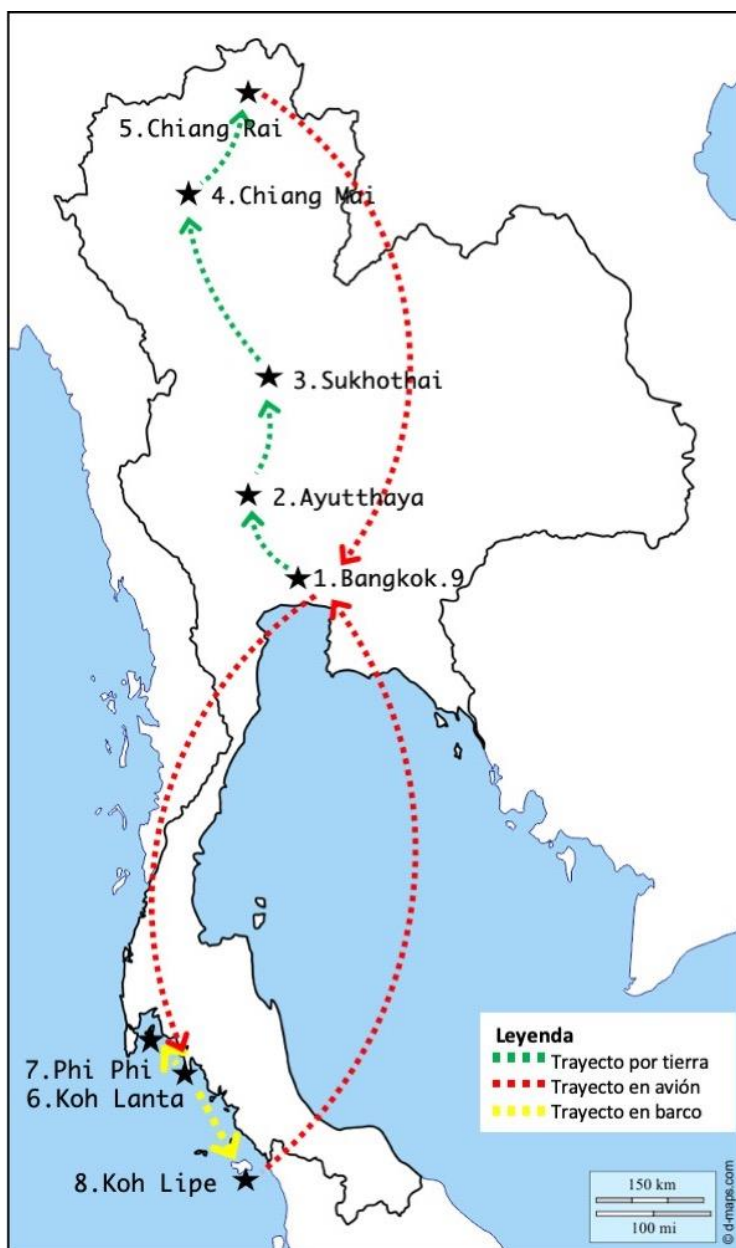 5.Chiang Rai
4.Chiang Mai
3.Sukhothai
2.Ayutthaya
1.Bangkok.9
7.Phi Phi
6.Koh Lanta
8.Koh Lipe
Leyenda
Trayecto por tierra
Trayecto en avión
Trayecto en barco
150 km
100 mi
© d-maps.com